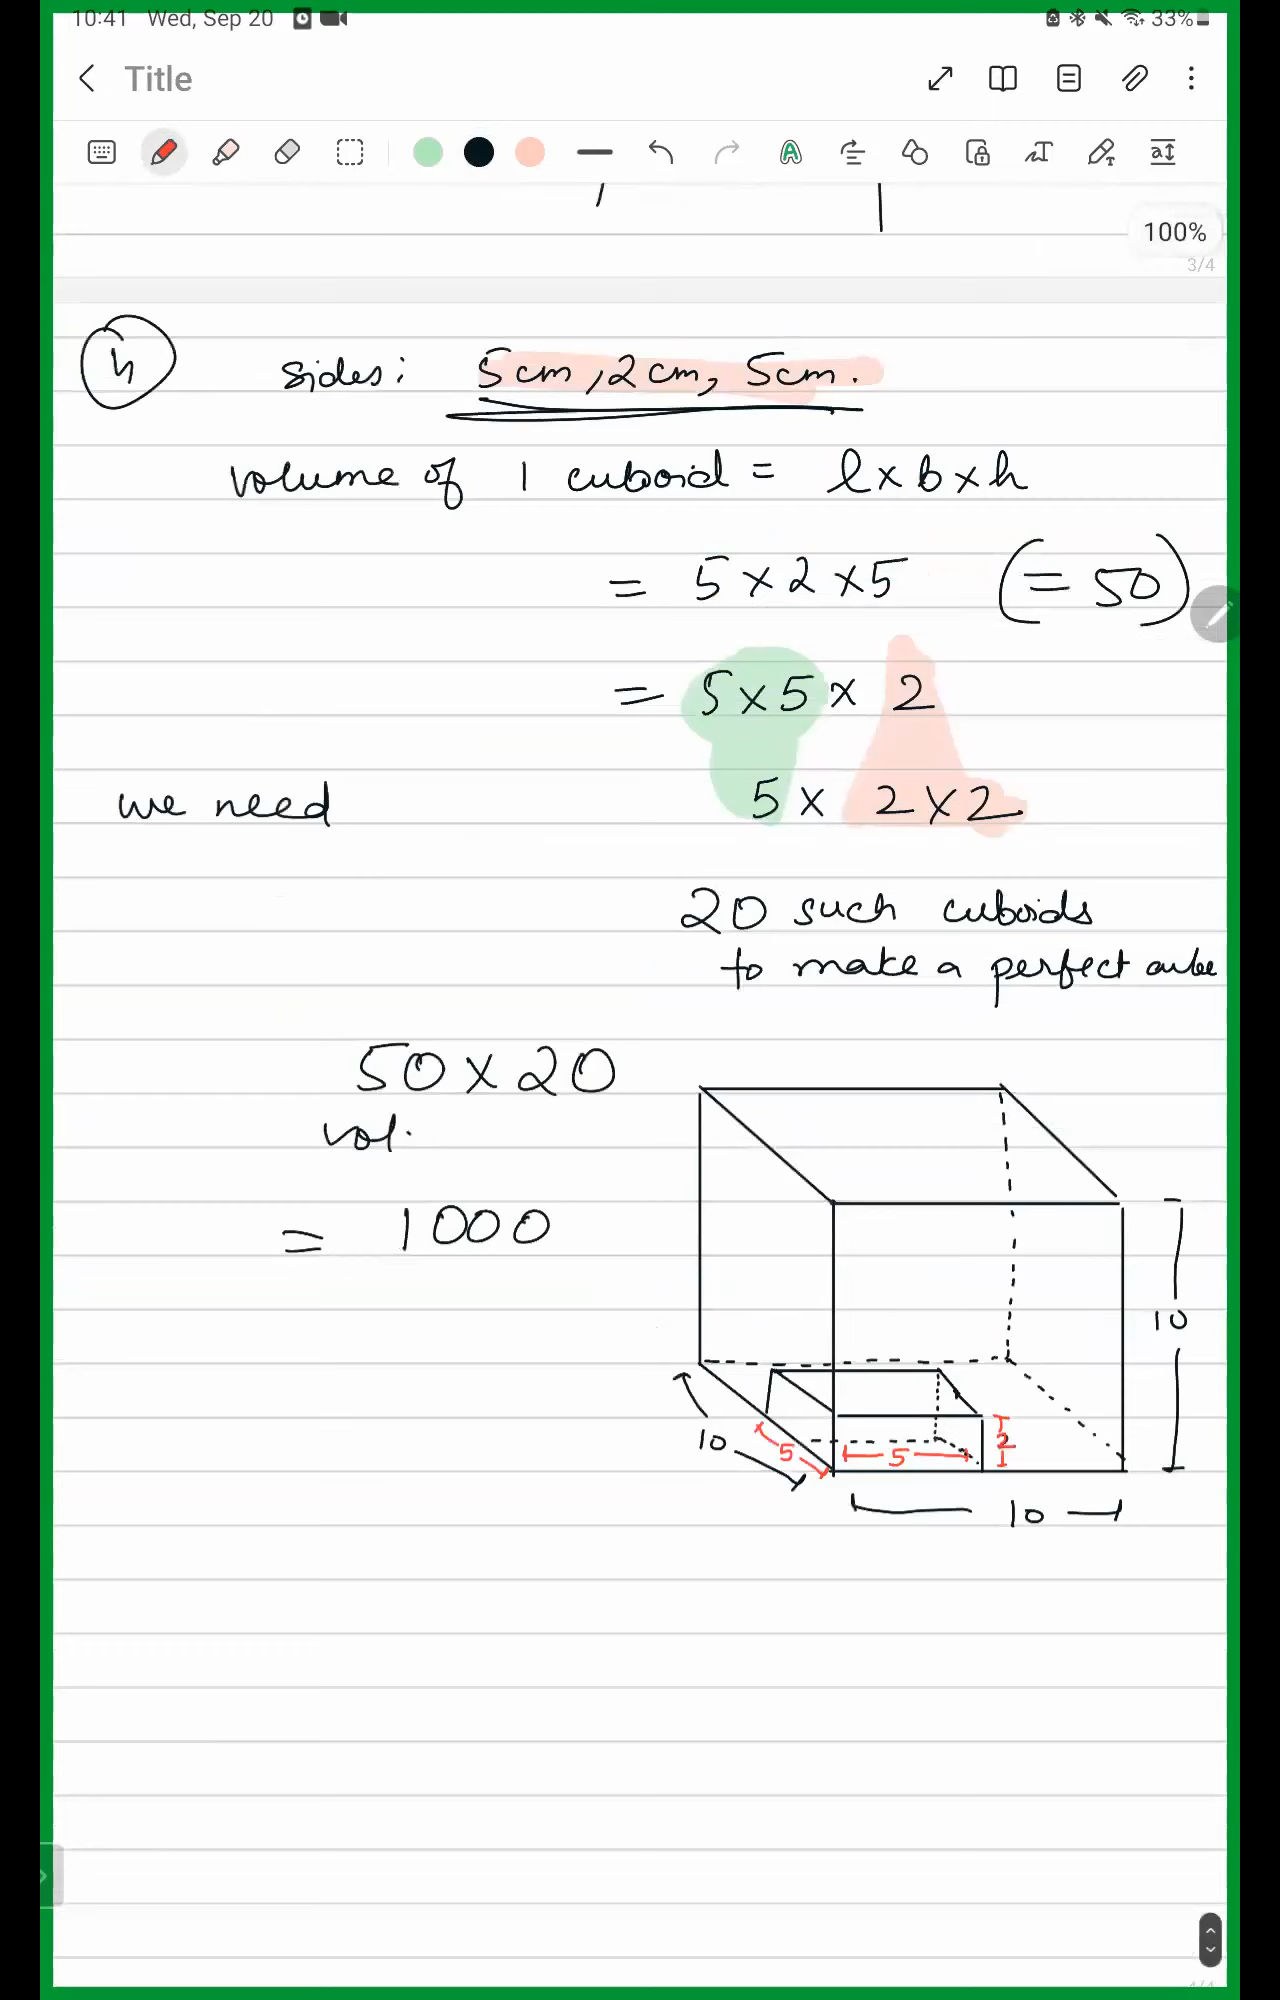 10:41 Wed, Sep 20 33%
Title
100%
3/4
4
sides: 5cm, 2cm, 5cm.
volume of 1 cuboid = l x b x h
= 5 x 2 x 5 (= 50)
= 5 x 5 x 2
we need 5 x 2 x 2
20 such cuboids
to make a perfect cube
50 x 20
vol.
= 1000
10
2
10
5
5
10